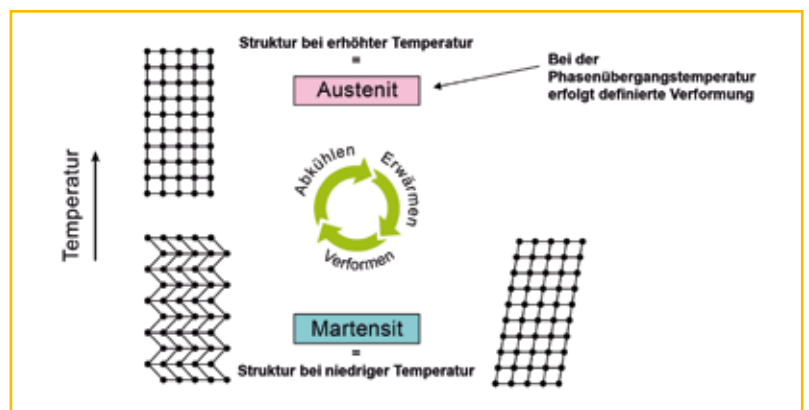 Struktur bei erhöhter Temperatur
=
Austenit
Bei der
Phasenübergangstemperatur
erfolgt definierte Verformung
Temperatur
Abkühlen
Erwärmen
Verformen
Martensit
=
Struktur bei niedriger Temperatur